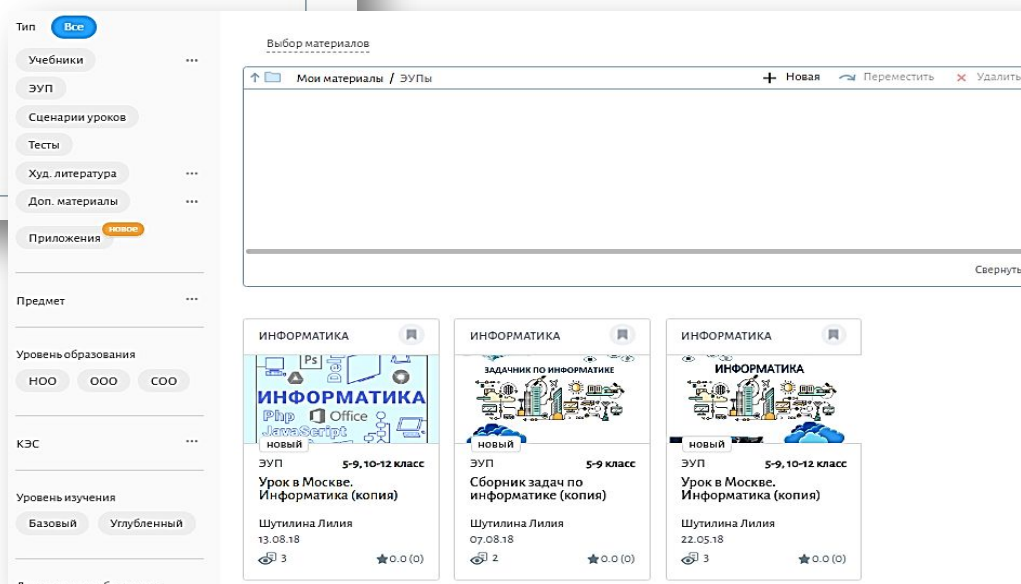 Тип Все
Учебники ...
ЭУП
Сценарии уроков
Тесты
Худ. литература ...
Доп. материалы ...
новое
Приложения
Предмет ...
Уровень образования
НОО ООО СОО
КЭС ...
Уровень изучения
Базовый Углубленный
Выбор материалов
Мои материалы / ЭУПы + Новая Переместить Удалить
Свернуть
ИНФОРМАТИКА
Ps
ИНФОРМАТИКА
Php Office
JavaScript
новый
ЭУП 5-9, 10-12 класс
Урок в Москве.
Информатика (копия)
Шутилина Лилия
13.08.18
3 0.0 (0)
ИНФОРМАТИКА
ЗАДАЧНИК ПО ИНФОРМАТИКЕ
новый
ЭУП 5-9 класс
Сборник задач по
информатике (копия)
Шутилина Лилия
07.08.18
2 0.0 (0)
ИНФОРМАТИКА
ИНФОРМАТИКА
новый
ЭУП 5-9, 10-12 класс
Урок в Москве.
Информатика (копия)
Шутилина Лилия
22.05.18
3 0.0 (0)